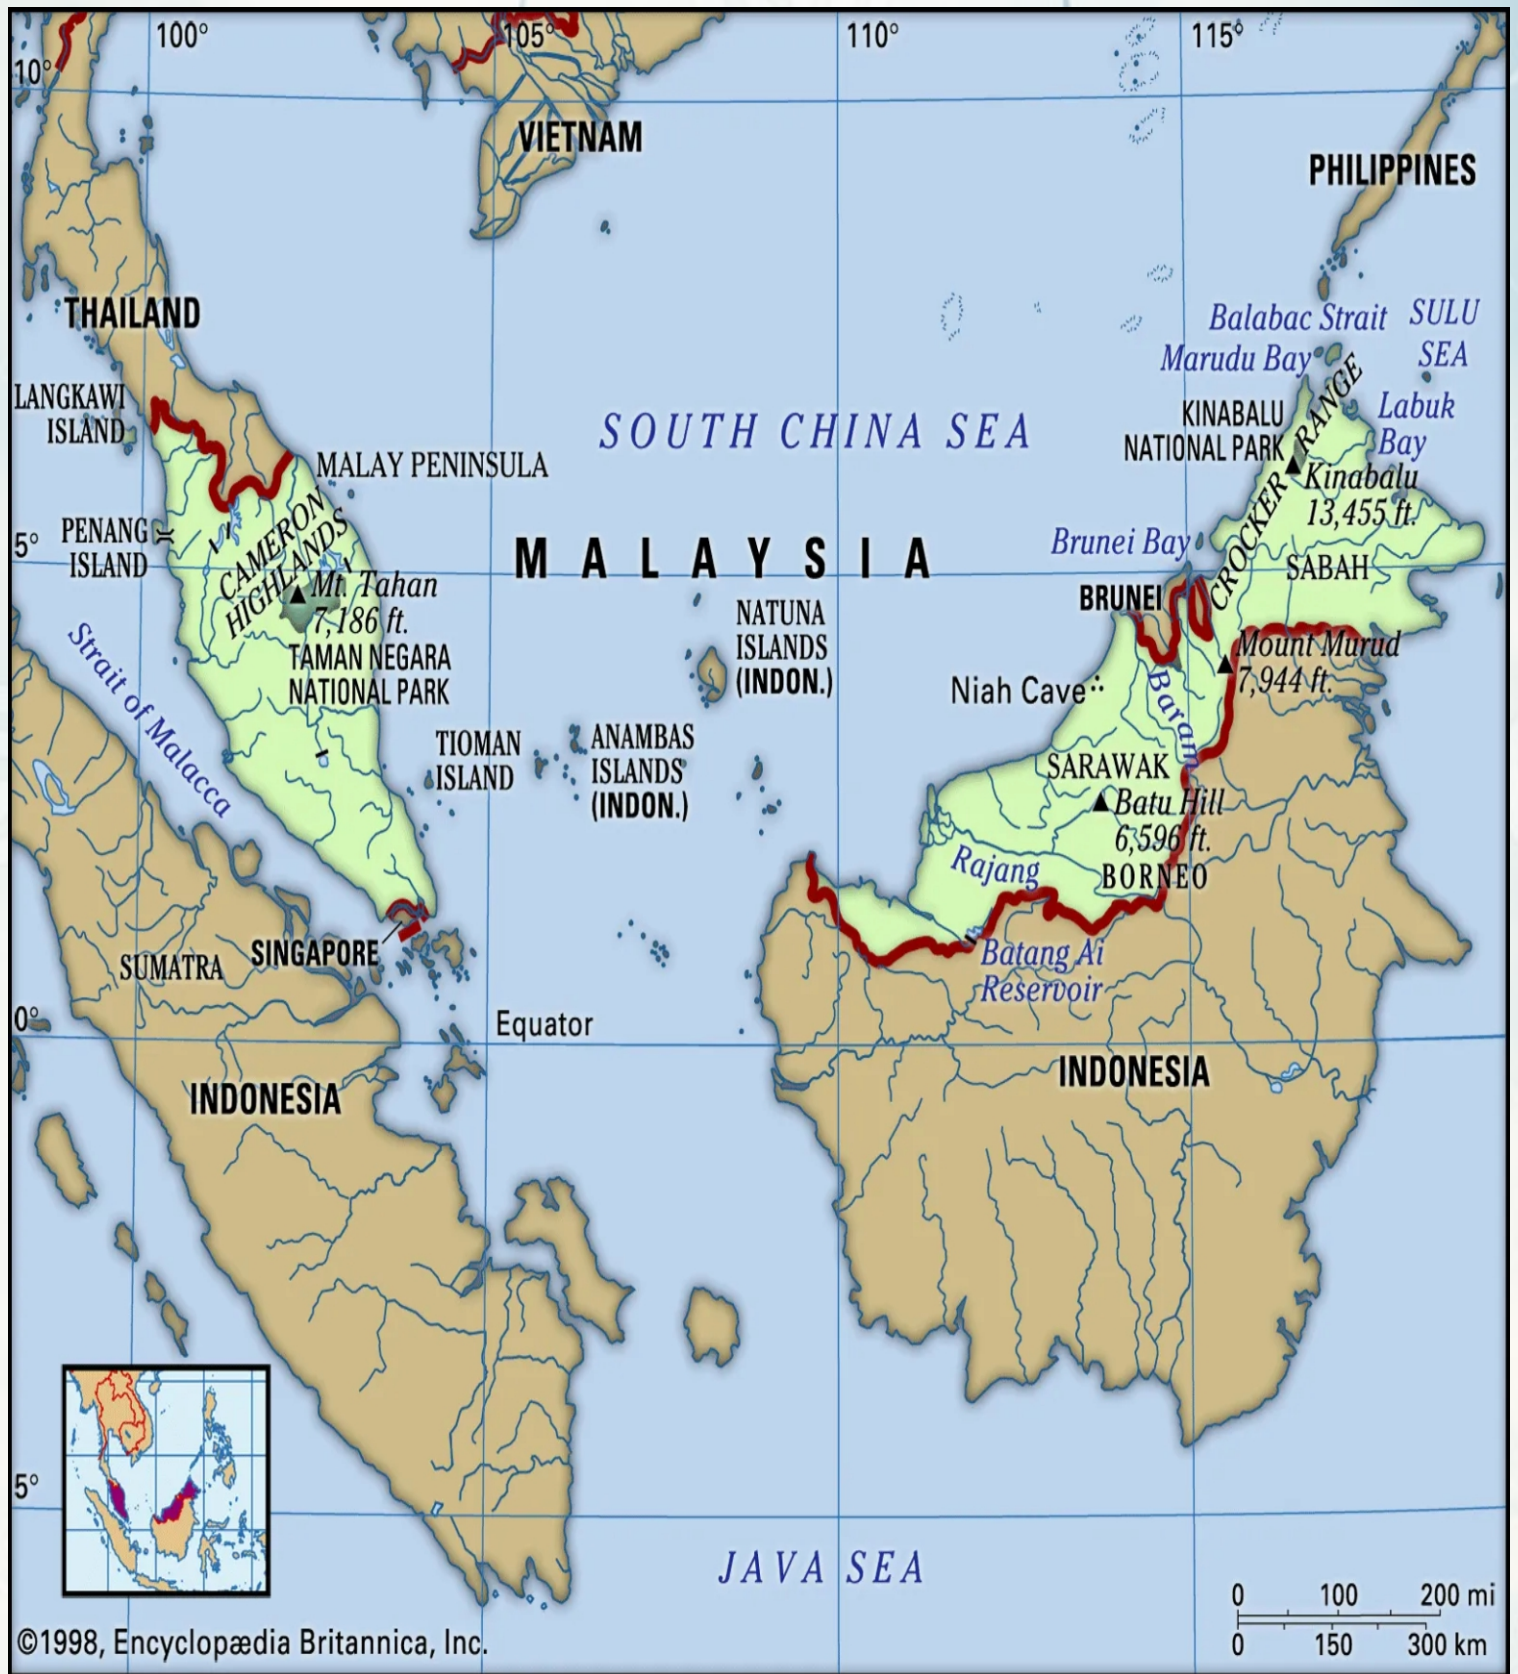 100°
105°
110°
115°
10°
VIETNAM
PHILIPPINES
THAILAND
Balabac Strait
SULU
SEA
Marudu Bay
LANGKAWI
ISLAND
KINABALU
NATIONAL PARK
CROCKER RANGE
Labuk
Bay
SOUTH CHINA SEA
MALAY PENINSULA
Kinabalu
13,455 ft.
PENANG
ISLAND
5°
CAMERON
HIGHLANDS
MALAYSIA
Brunei Bay
SABAH
Mt. Tahan
7,186 ft.
BRUNEI
NATUNA
ISLANDS
(INDON.)
TAMAN NEGARA
NATIONAL PARK
Mount Murud
7,944 ft.
Strait of Malacca
Niah Cave
Baram
TIOMAN
ISLAND
ANAMBAS
ISLANDS
(INDON.)
SARAWAK
Batu Hill
6,596 ft.
Rajang
BORNEO
SINGAPORE
SUMATRA
Batang Ai
Reservoir
0°
Equator
INDONESIA
INDONESIA
5°
JAVA SEA
0 100 200 mi
0 150 300 km
©1998, Encyclopædia Britannica, Inc.